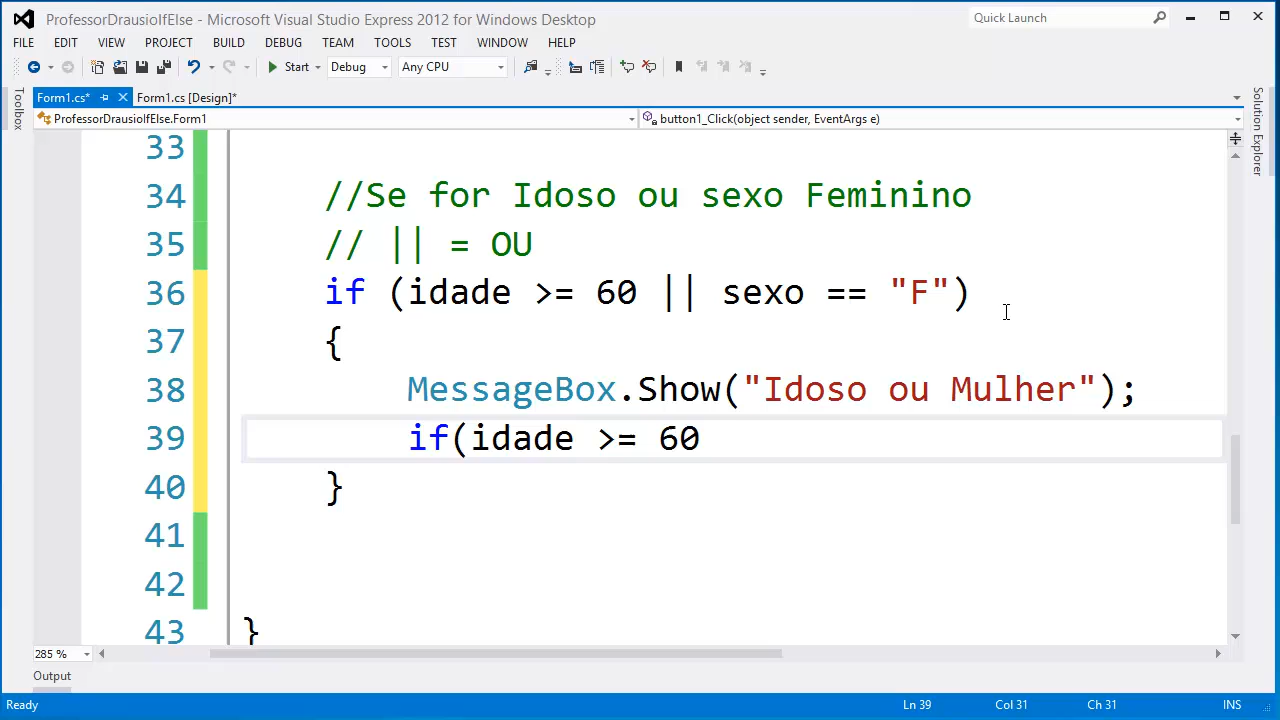 ProfessorDrausioIfElse - Microsoft Visual Studio Express 2012 for Windows Desktop
Quick Launch
FILE EDIT VIEW PROJECT BUILD DEBUG TEAM TOOLS TEST WINDOW HELP
Start Debug Any CPU
Form1.cs* Form1.cs [Design]*
ProfessorDrausioIfElse.Form1 button1_Click(object sender, EventArgs e)
Toolbox
Solution Explorer
33
34 //Se for Idoso ou sexo Feminino
35 // || = OU
36 if (idade >= 60 || sexo == "F")
37 {
38 MessageBox.Show("Idoso ou Mulher");
39 if(idade >= 60
40 }
41
42
43 }
285 %
Output
Ready Ln 39 Col 31 Ch 31 INS